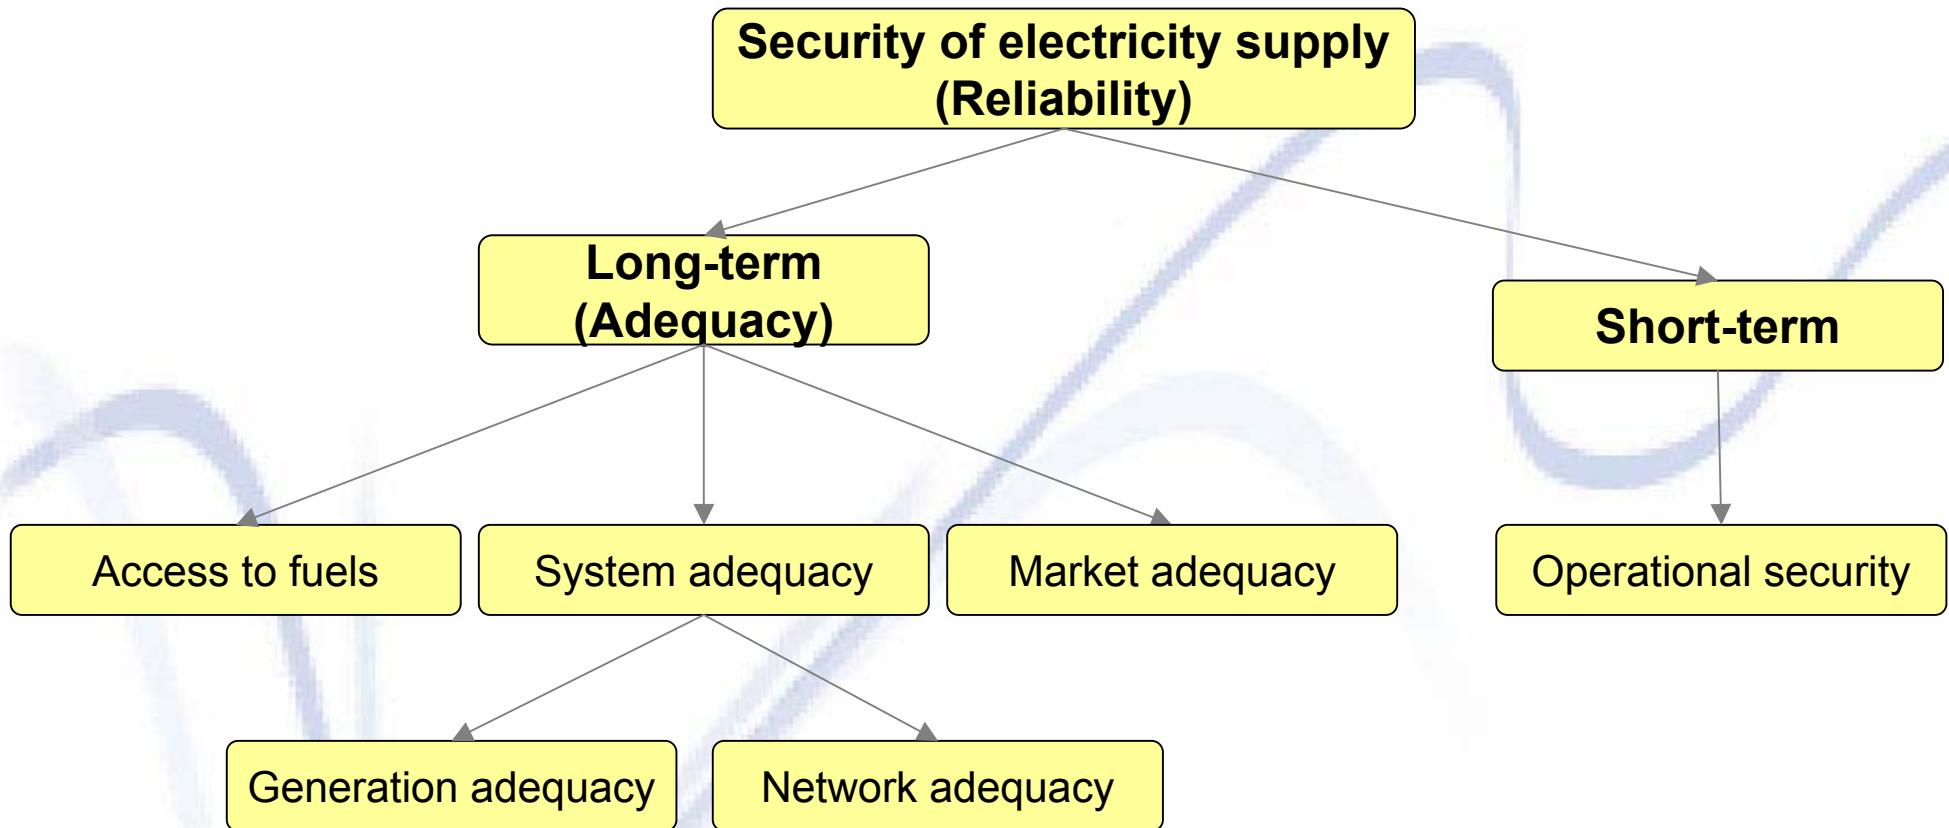 Security of electricity supply
(Reliability)
Long-term
(Adequacy)
Short-term
Access to fuels
System adequacy
Market adequacy
Operational security
Generation adequacy
Network adequacy